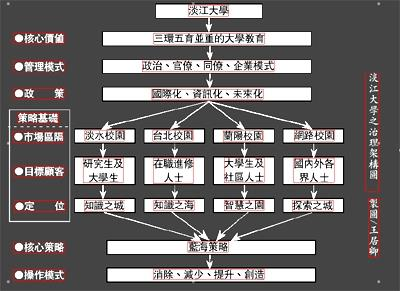 淡江大學
●核心價值
三環五育並重的大學教育
●管理模式
政治、官僚、同僚、企業模式
●政 策
國際化、資訊化、未來化
策略基礎
●市場區隔
淡水校園
台北校園
蘭陽校園
網路校園
●目標顧客
研究生及
大學生
在職進修
人士
大學生及
社區人士
國內外各
界人士
●定 位
知識之城
知識之海
智慧之園
探索之城
●核心策略
藍海策略
●操作模式
消除、減少、提升、創造
淡江大學之治理架構圖
製圖/王居卿